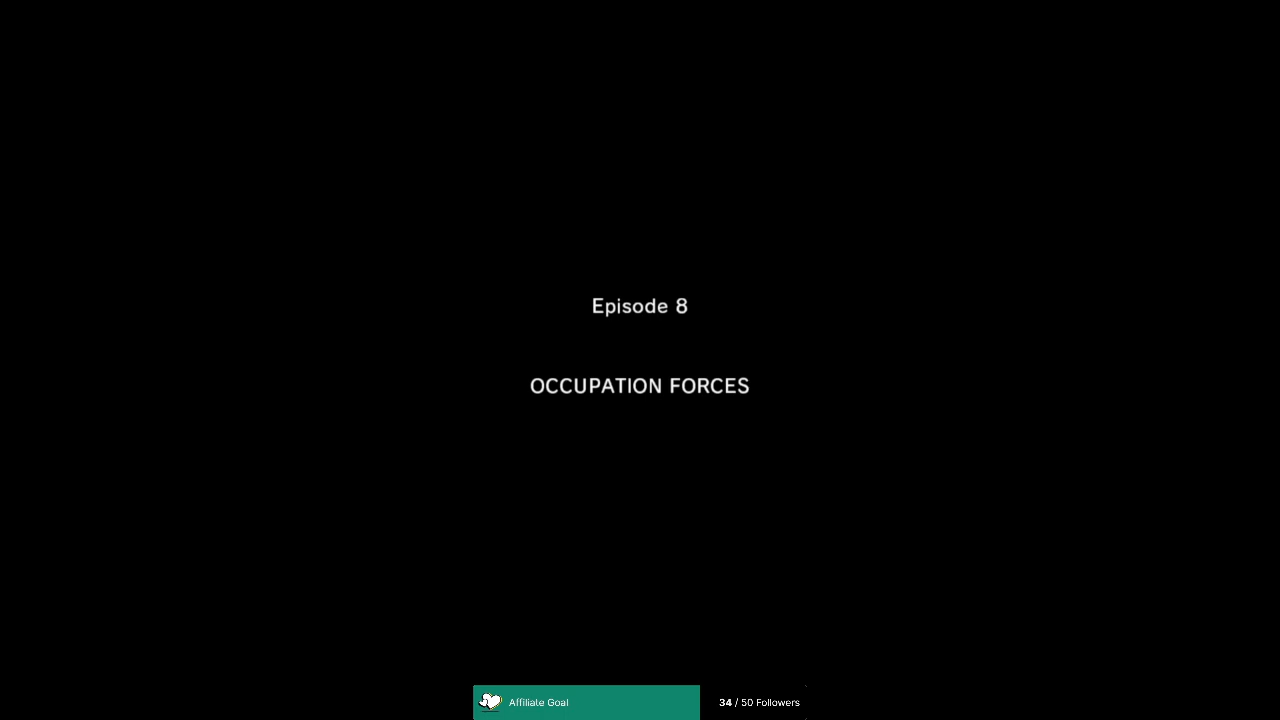 Episode 8
OCCUPATION FORCES
Affiliate Goal
34 / 50 Followers